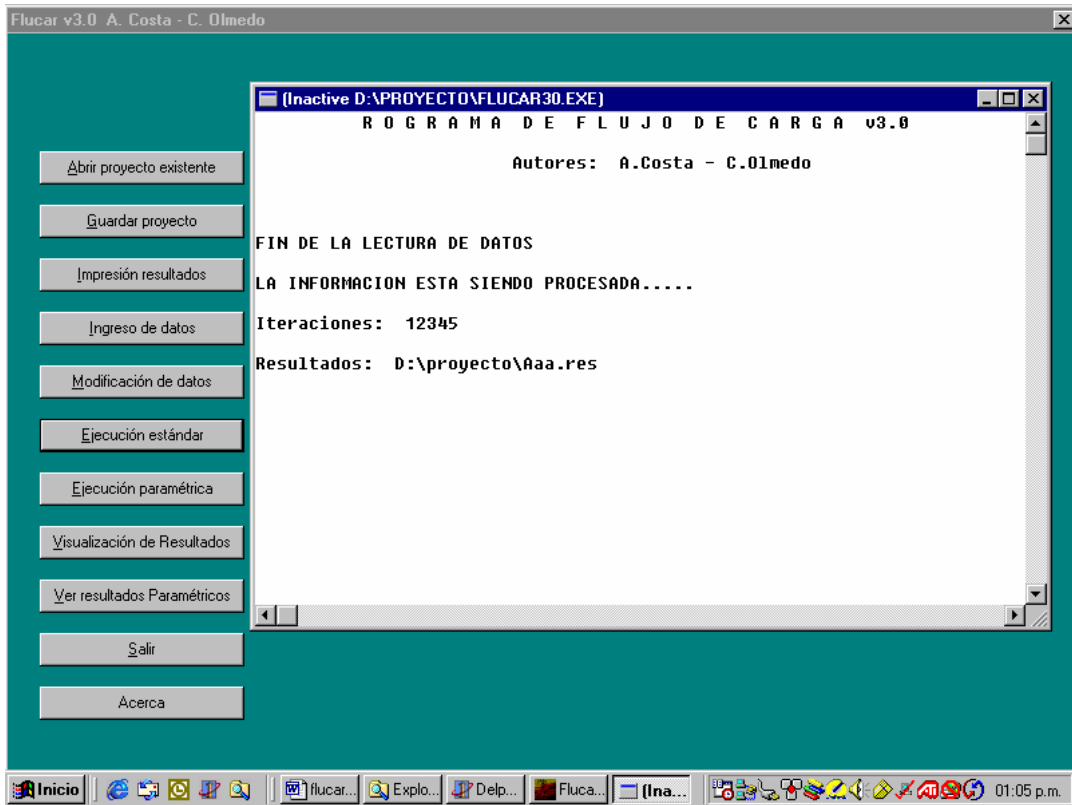 Flucar v3.0 A. Costa - C. Olmedo
Abrir proyecto existente
Guardar proyecto
Impresión resultados
Ingreso de datos
Modificación de datos
Ejecución estándar
Ejecución paramétrica
Visualización de Resultados
Ver resultados Paramétricos
Salir
Acerca
(Inactive D:\PROYECTO\FLUCAR30.EXE)
R O G R A M A D E F L U J O D E C A R G A v3.0
Autores: A.Costa - C.Olmedo
FIN DE LA LECTURA DE DATOS
LA INFORMACION ESTA SIENDO PROCESADA.....
Iteraciones: 12345
Resultados: D:\proyecto\Aaa.res
Inicio
flucar...
Explo...
Delp...
Fluca...
(Ina...
01:05 p.m.